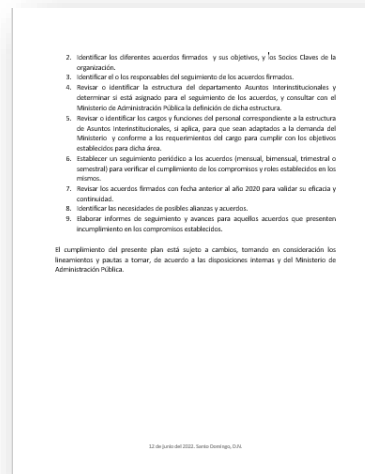 2. Identificar los diferentes acuerdos firmados y sus objetivos, y los Socios Claves de la
organización.
3. Identificar el o los responsables del seguimiento de los acuerdos firmados.
4. Revisar o identificar la estructura del departamento Asuntos Interinstitucionales y
determinar si está asignado para el seguimiento de los acuerdos, y consultar con el
Ministerio de Administración Pública la definición de dicha estructura.
5. Revisar o identificar los cargos y funciones del personal correspondiente a la estructura
de Asuntos Interinstitucionales, si aplica, para que sean adaptados a la demanda del
Ministerio y conforme a los requerimientos del cargo para cumplir con los objetivos
establecidos para dicha área.
6. Establecer un seguimiento periódico a los acuerdos (mensual, bimensual, trimestral o
semestral) para verificar el cumplimiento de los compromisos y roles establecidos en los
mismos.
7. Revisar los acuerdos firmados con fecha anterior al año 2020 para validar su eficacia y
continuidad.
8. Identificar las necesidades de posibles alianzas y acuerdos.
9. Elaborar informes de seguimiento y avances para aquellos acuerdos que presenten
incumplimiento en los compromisos establecidos.
El cumplimiento del presente plan está sujeto a cambios, tomando en consideración los
lineamientos y pautas a tomar, de acuerdo a las disposiciones internas y del Ministerio de
Administración Pública.
12 de junio del 2022. Santo Domingo, D.N.